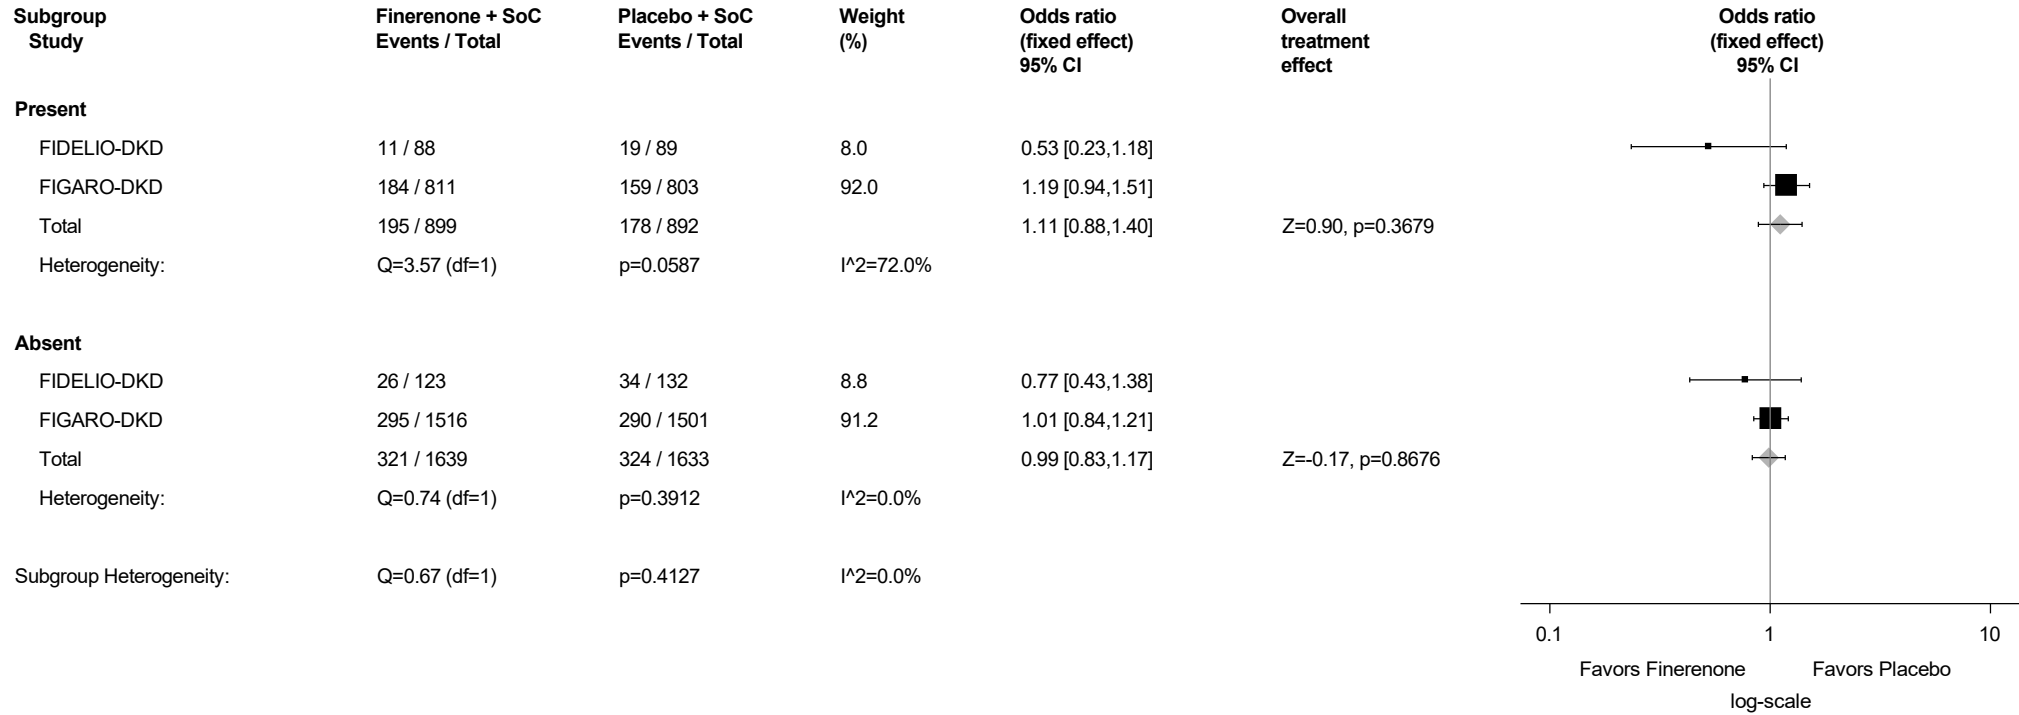 Subgroup Finerenone + SoC Placebo + SoC Weight Odds ratio Overall Odds ratio
Study Events / Total Events / Total (%) (fixed effect) treatment (fixed effect)
95% CI effect 95% CI
Present
FIDELIO-DKD 11 / 88 19 / 89 8.0 0.53 [0.23,1.18]
FIGARO-DKD 184 / 811 159 / 803 92.0 1.19 [0.94,1.51]
Total 195 / 899 178 / 892 1.11 [0.88,1.40] Z=0.90, p=0.3679
Heterogeneity: Q=3.57 (df=1) p=0.0587 I^2=72.0%
Absent
FIDELIO-DKD 26 / 123 34 / 132 8.8 0.77 [0.43,1.38]
FIGARO-DKD 295 / 1516 290 / 1501 91.2 1.01 [0.84,1.21]
Total 321 / 1639 324 / 1633 0.99 [0.83,1.17] Z=-0.17, p=0.8676
Heterogeneity: Q=0.74 (df=1) p=0.3912 I^2=0.0%
Subgroup Heterogeneity: Q=0.67 (df=1) p=0.4127 I^2=0.0%
0.1 1 10
Favors Finerenone Favors Placebo
log-scale